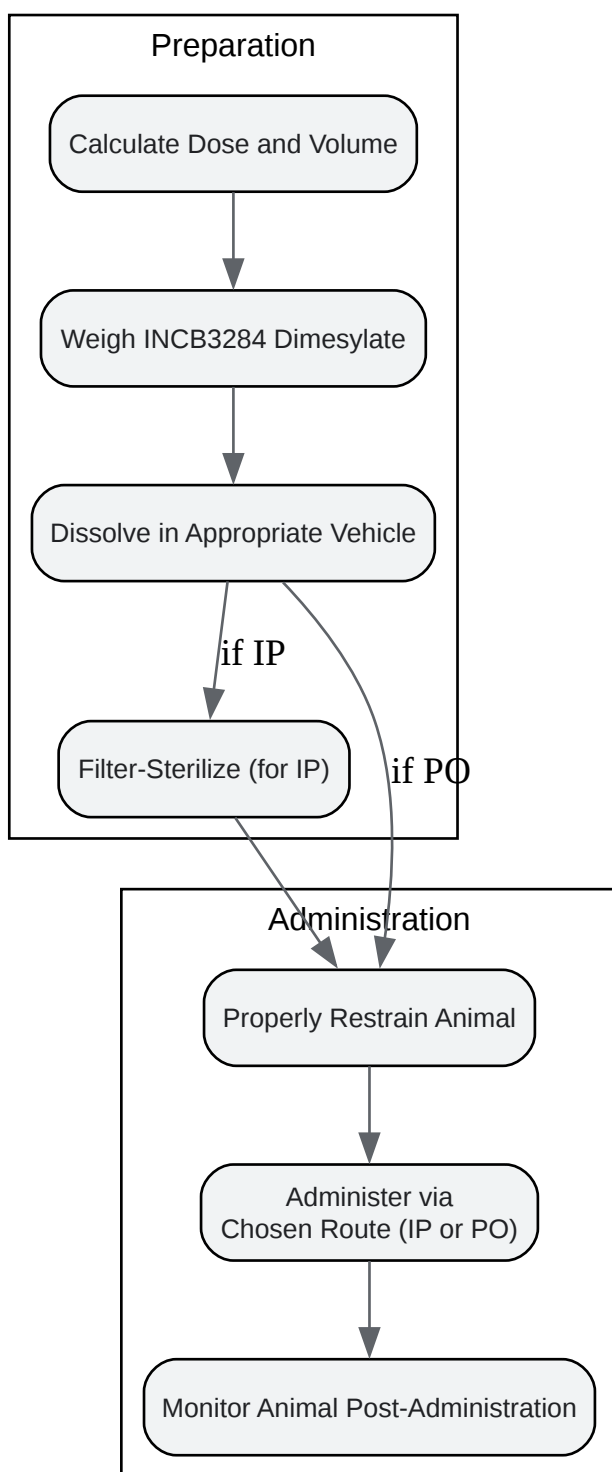 Preparation
Calculate Dose and Volume
Weigh INCB3284 Dimesylate
Dissolve in Appropriate Vehicle
if IP
Filter-Sterilize (for IP)
if PO
Administration
Properly Restrain Animal
Administer via
Chosen Route (IP or PO)
Monitor Animal Post-Administration